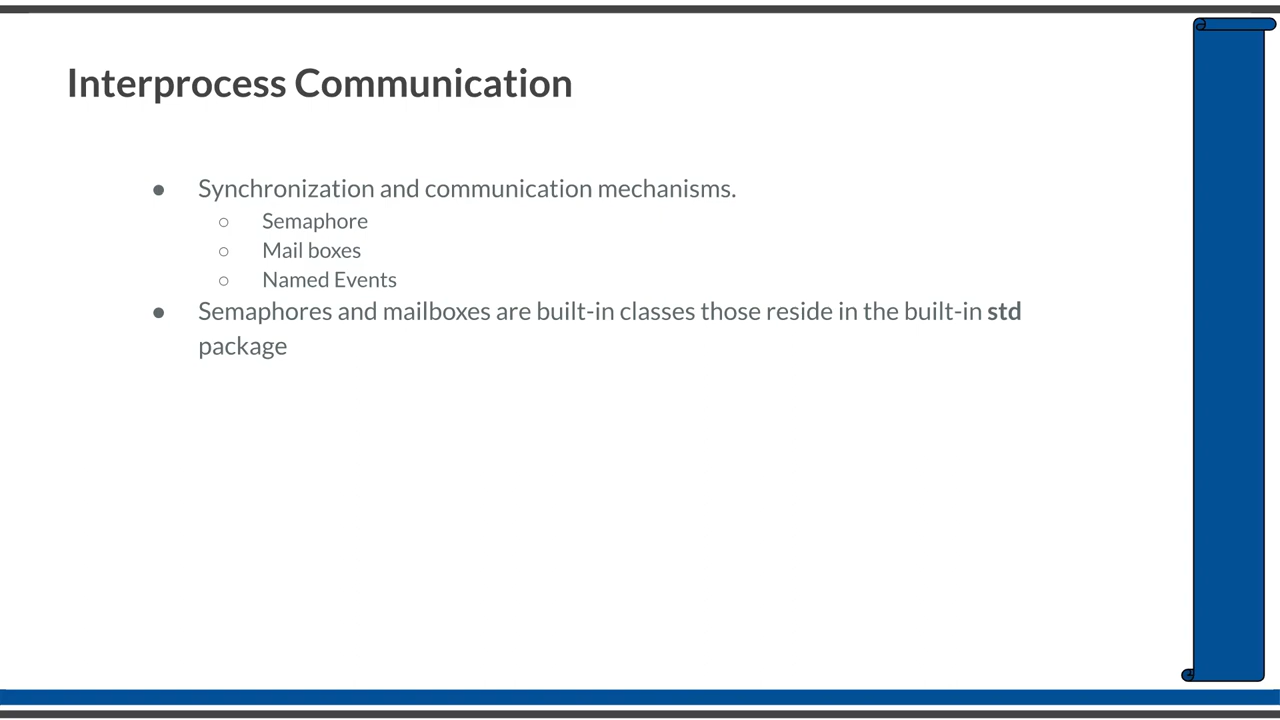 Interprocess Communication
● Synchronization and communication mechanisms.
○ Semaphore
○ Mail boxes
○ Named Events
● Semaphores and mailboxes are built-in classes those reside in the built-in std
package